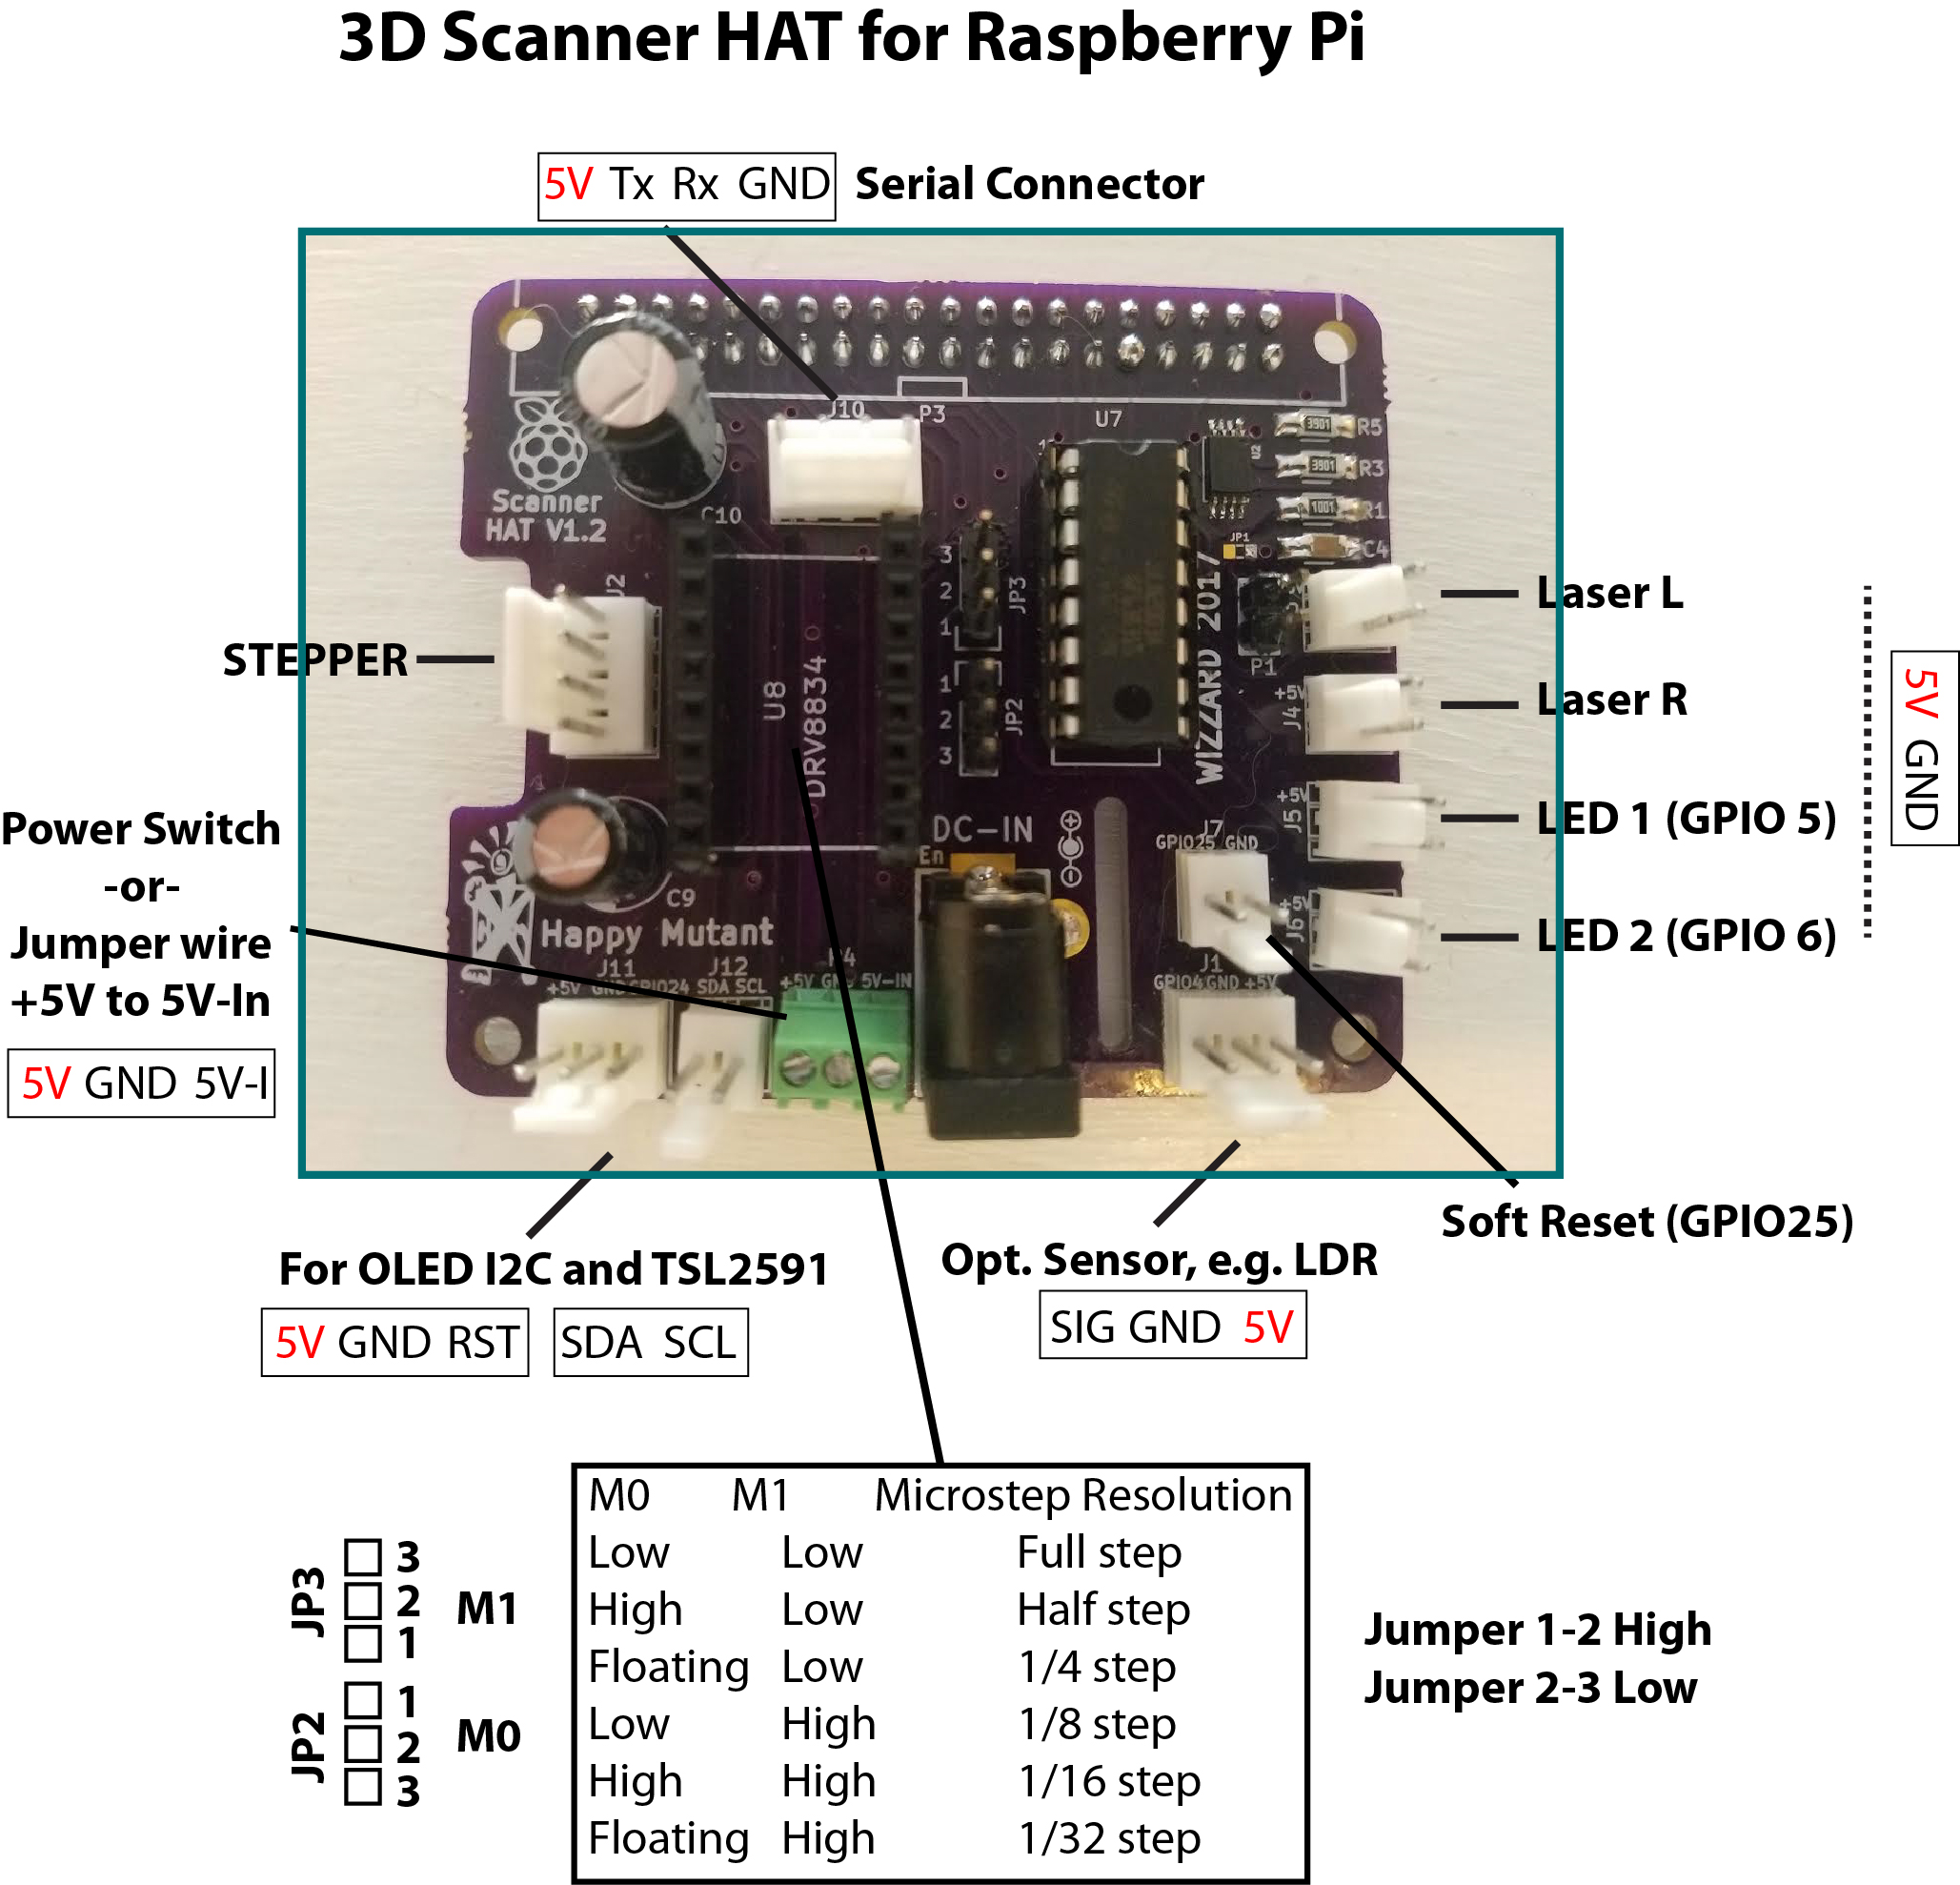 3D Scanner HAT for Raspberry Pi
5V Tx Rx GND
Serial Connector
J10
P3
U7
R5
3901
U2
R3
3901
R1
1001
C4
JP1
Scanner
HAT V1.2
C10
J2
3
2
1
JP3
1
2
3
JP2
U8
DRV8834
WIZZARD 2017
P1
+5V
J4
+5V
J5
+5V
J6
Laser L
Laser R
LED 1 (GPIO 5)
LED 2 (GPIO 6)
5V GND
STEPPER
Power Switch
-or-
Jumper wire
+5V to 5V-In
5V GND 5V-I
DC-IN
En
J7
GPIO25 GND
C9
Happy Mutant
J11
+5V GND GPIO24
J12
SDA SCL
+5V GND 5V-IN
J1
GPIO4 GND +5V
Soft Reset (GPIO25)
For OLED I2C and TSL2591
5V GND RST
SDA SCL
Opt. Sensor, e.g. LDR
SIG GND 5V
M0 M1 Microstep Resolution
Low Low Full step
High Low Half step
Floating Low 1/4 step
Low High 1/8 step
High High 1/16 step
Floating High 1/32 step
JP3
3
2
1
M1
JP2
1
2
3
M0
Jumper 1-2 High
Jumper 2-3 Low